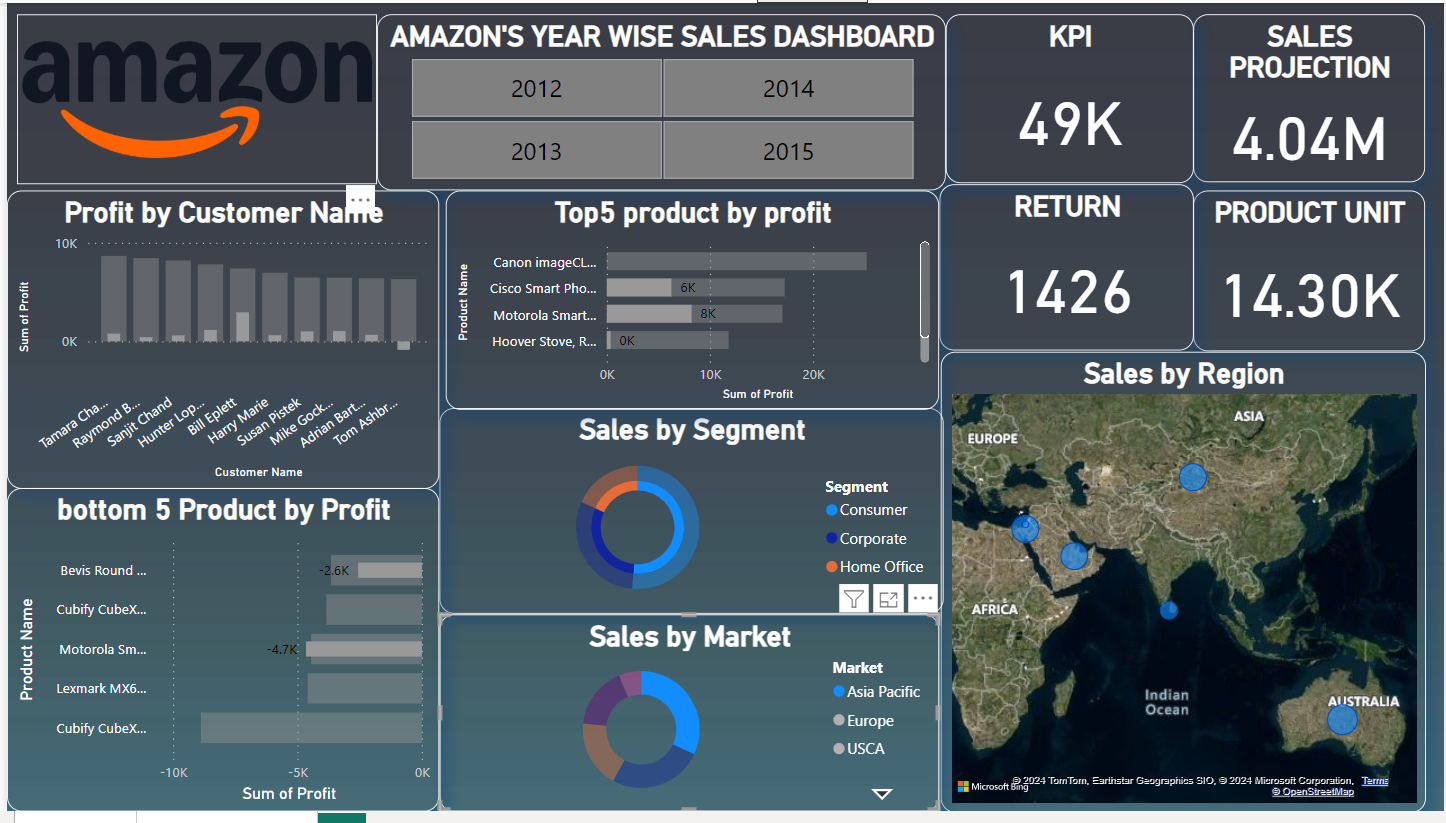 amazon
AMAZON'S YEAR WISE SALES DASHBOARD
2012
2014
2013
2015
KPI
49K
SALES
PROJECTION
4.04M
RETURN
1426
PRODUCT UNIT
14.30K
Profit by Customer Name
10K
0K
Sum of Profit
Tamara Cha...
Raymond B...
Sanjit Chand
Hunter Lop...
Bill Eplett
Harry Marie
Susan Pistek
Mike Gock...
Adrian Bart...
Tom Ashbr...
Customer Name
Top5 product by profit
Product Name
Canon imageCL...
Cisco Smart Pho...
6K
Motorola Smart...
8K
Hoover Stove, R...
0K
0K
10K
20K
Sum of Profit
Sales by Segment
Segment
Consumer
Corporate
Home Office
bottom 5 Product by Profit
Product Name
Bevis Round ...
-2.6K
Cubify CubeX...
Motorola Sm...
-4.7K
Lexmark MX6...
Cubify CubeX...
-10K
-5K
0K
Sum of Profit
Sales by Market
Market
Asia Pacific
Europe
USCA
Sales by Region
ASIA
EUROPE
AFRICA
Indian
Ocean
AUSTRALIA
Microsoft Bing
© 2024 TomTom, Earthstar Geographics SIO, © 2024 Microsoft Corporation, Terms
© OpenStreetMap